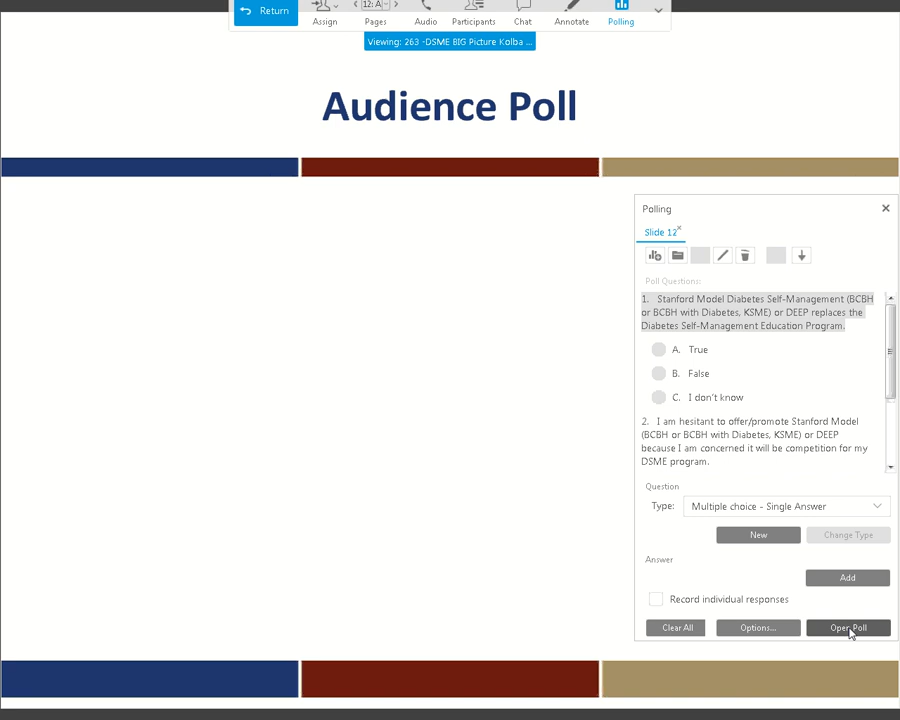 Return
12: A
Assign
Pages
Audio
Participants
Chat
Annotate
Polling
Viewing: 263 -DSME BIG Picture Kolba ...
Audience Poll
Polling
Slide 12
Poll Questions:
1. Stanford Model Diabetes Self-Management (BCBH
or BCBH with Diabetes, KSME) or DEEP replaces the
Diabetes Self-Management Education Program.
A. True
B. False
C. I don't know
2. I am hesitant to offer/promote Stanford Model
(BCBH or BCBH with Diabetes, KSME) or DEEP
because I am concerned it will be competition for my
DSME program.
Question
Type: Multiple choice - Single Answer
New
Change Type
Answer
Add
Record individual responses
Clear All
Options...
Open Poll